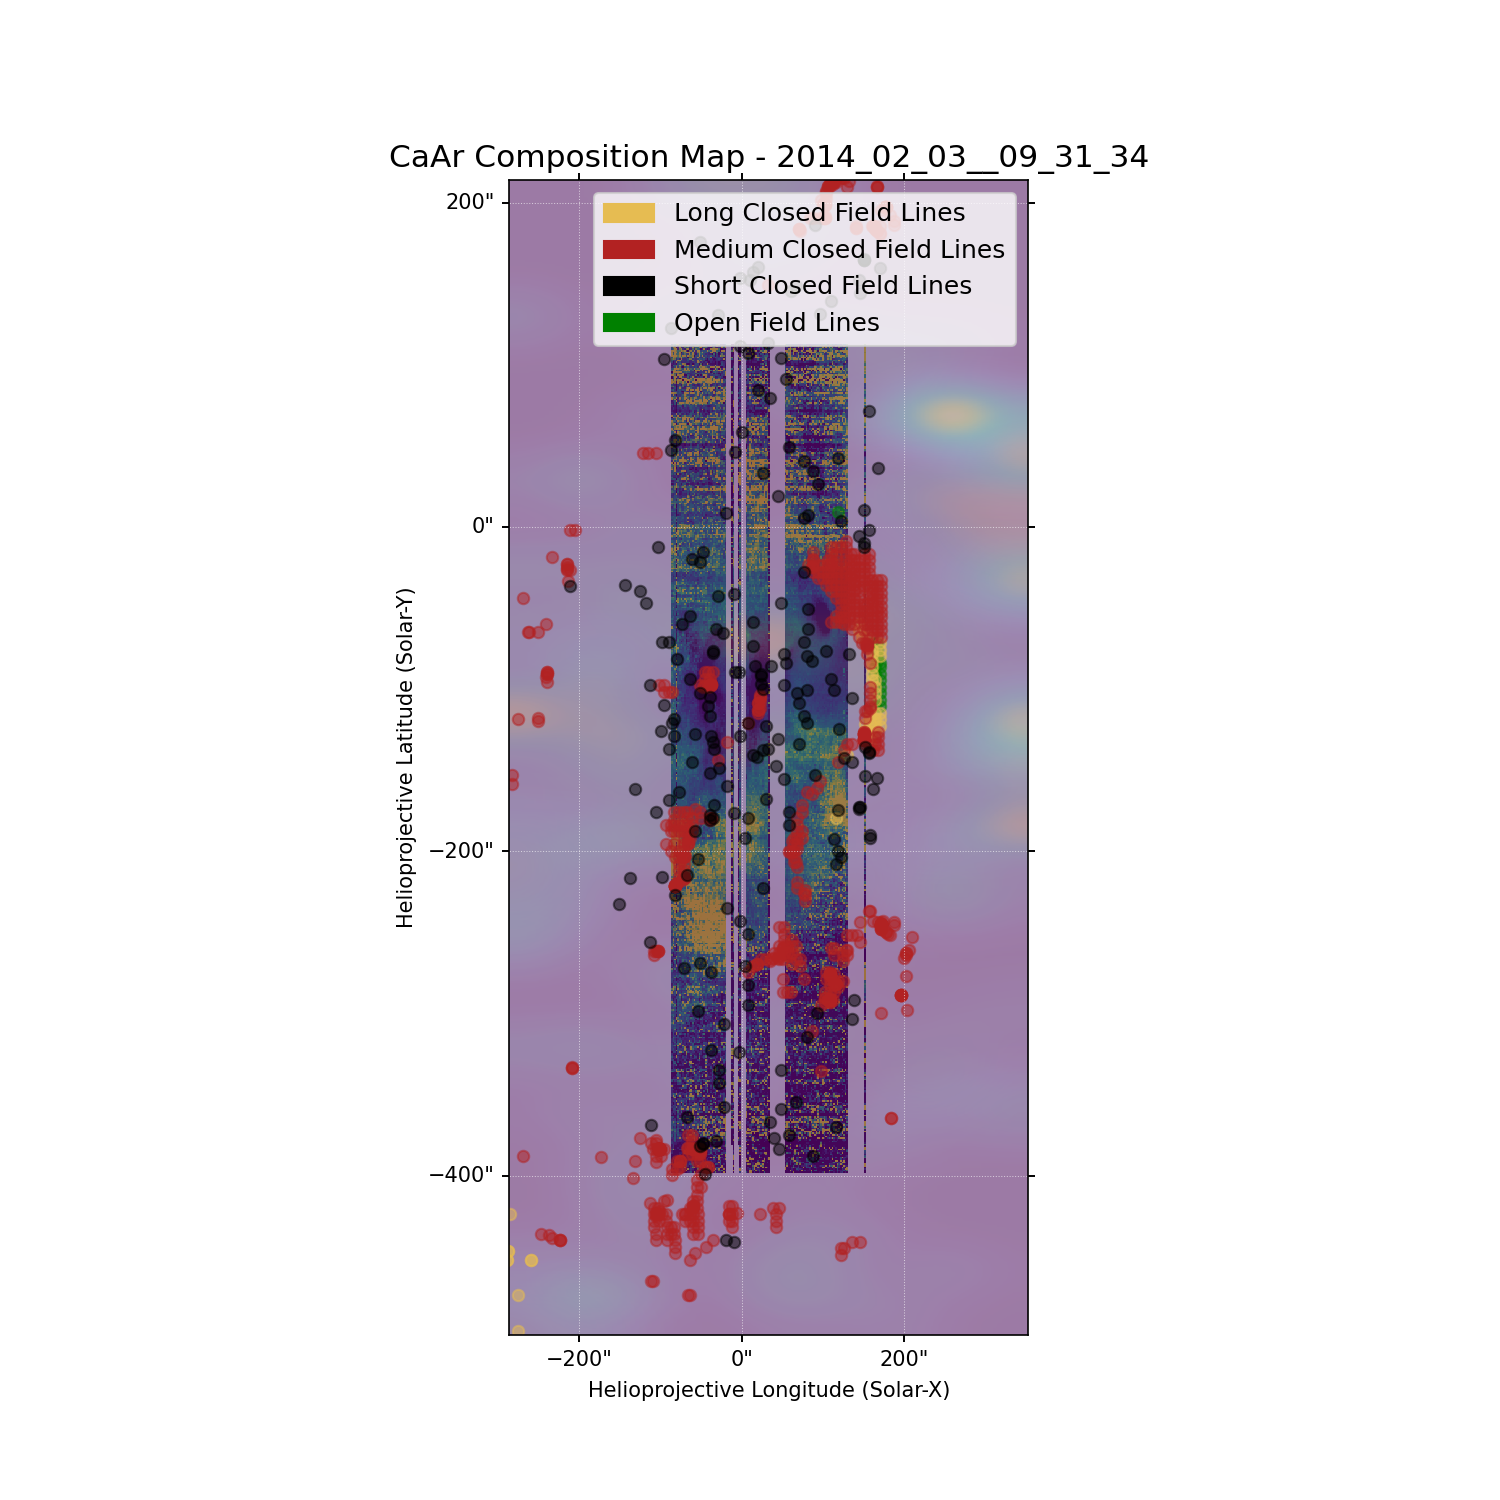 CaAr Composition Map - 2014_02_03__09_31_34
Long Closed Field Lines
Medium Closed Field Lines
Short Closed Field Lines
Open Field Lines
200"
0"
−200"
−400"
Helioprojective Latitude (Solar-Y)
−200"
0"
200"
Helioprojective Longitude (Solar-X)